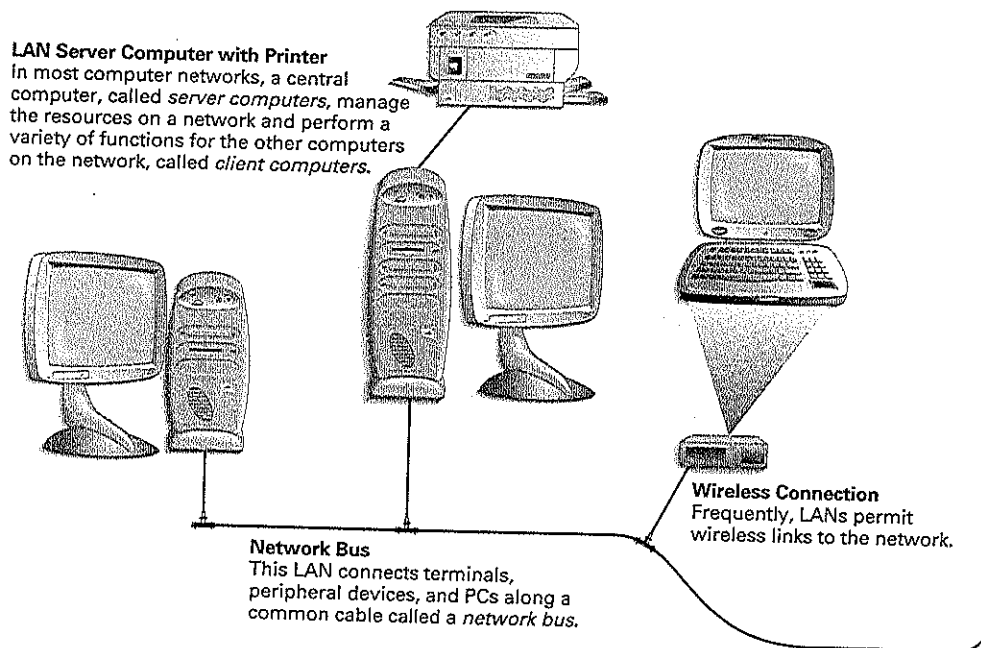 LAN Server Computer with Printer
In most computer networks, a central
computer, called server computers, manage
the resources on a network and perform a
variety of functions for the other computers
on the network, called client computers.
Wireless Connection
Frequently, LANs permit
wireless links to the network.
Network Bus
This LAN connects terminals,
peripheral devices, and PCs along a
common cable called a network bus.